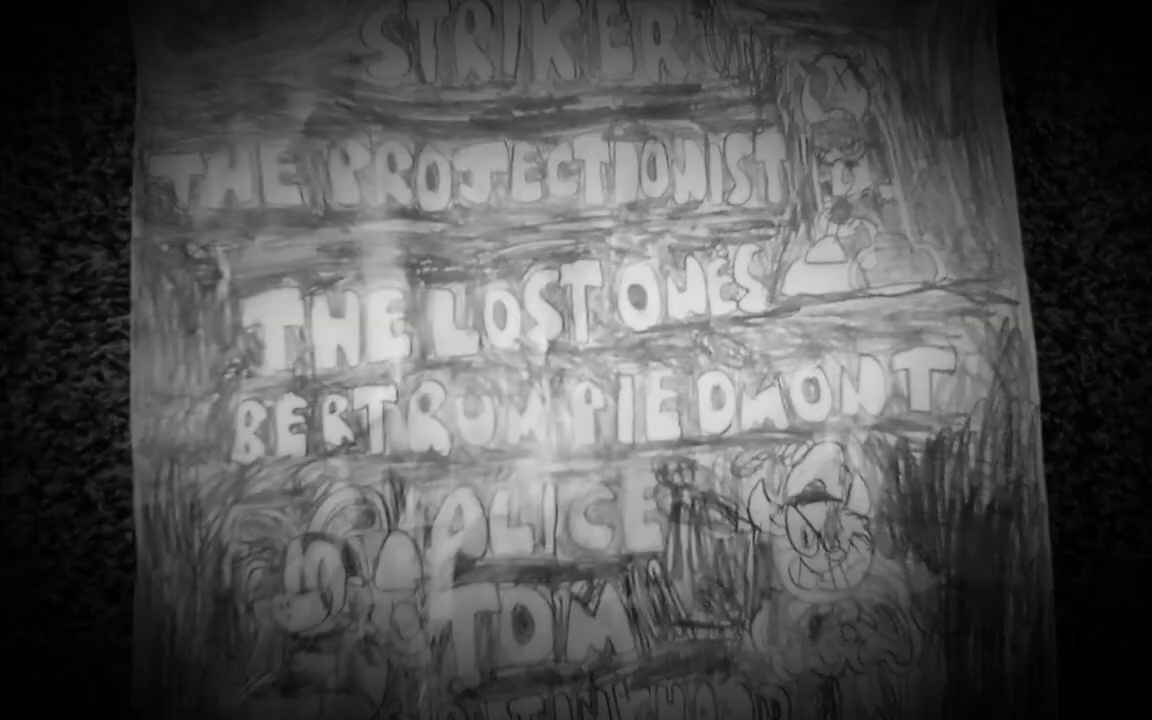 STRIKER
THE PROJECTIONIST
THE LOST ONES
BERTRUM PIEDMONT
ALICE
TOM